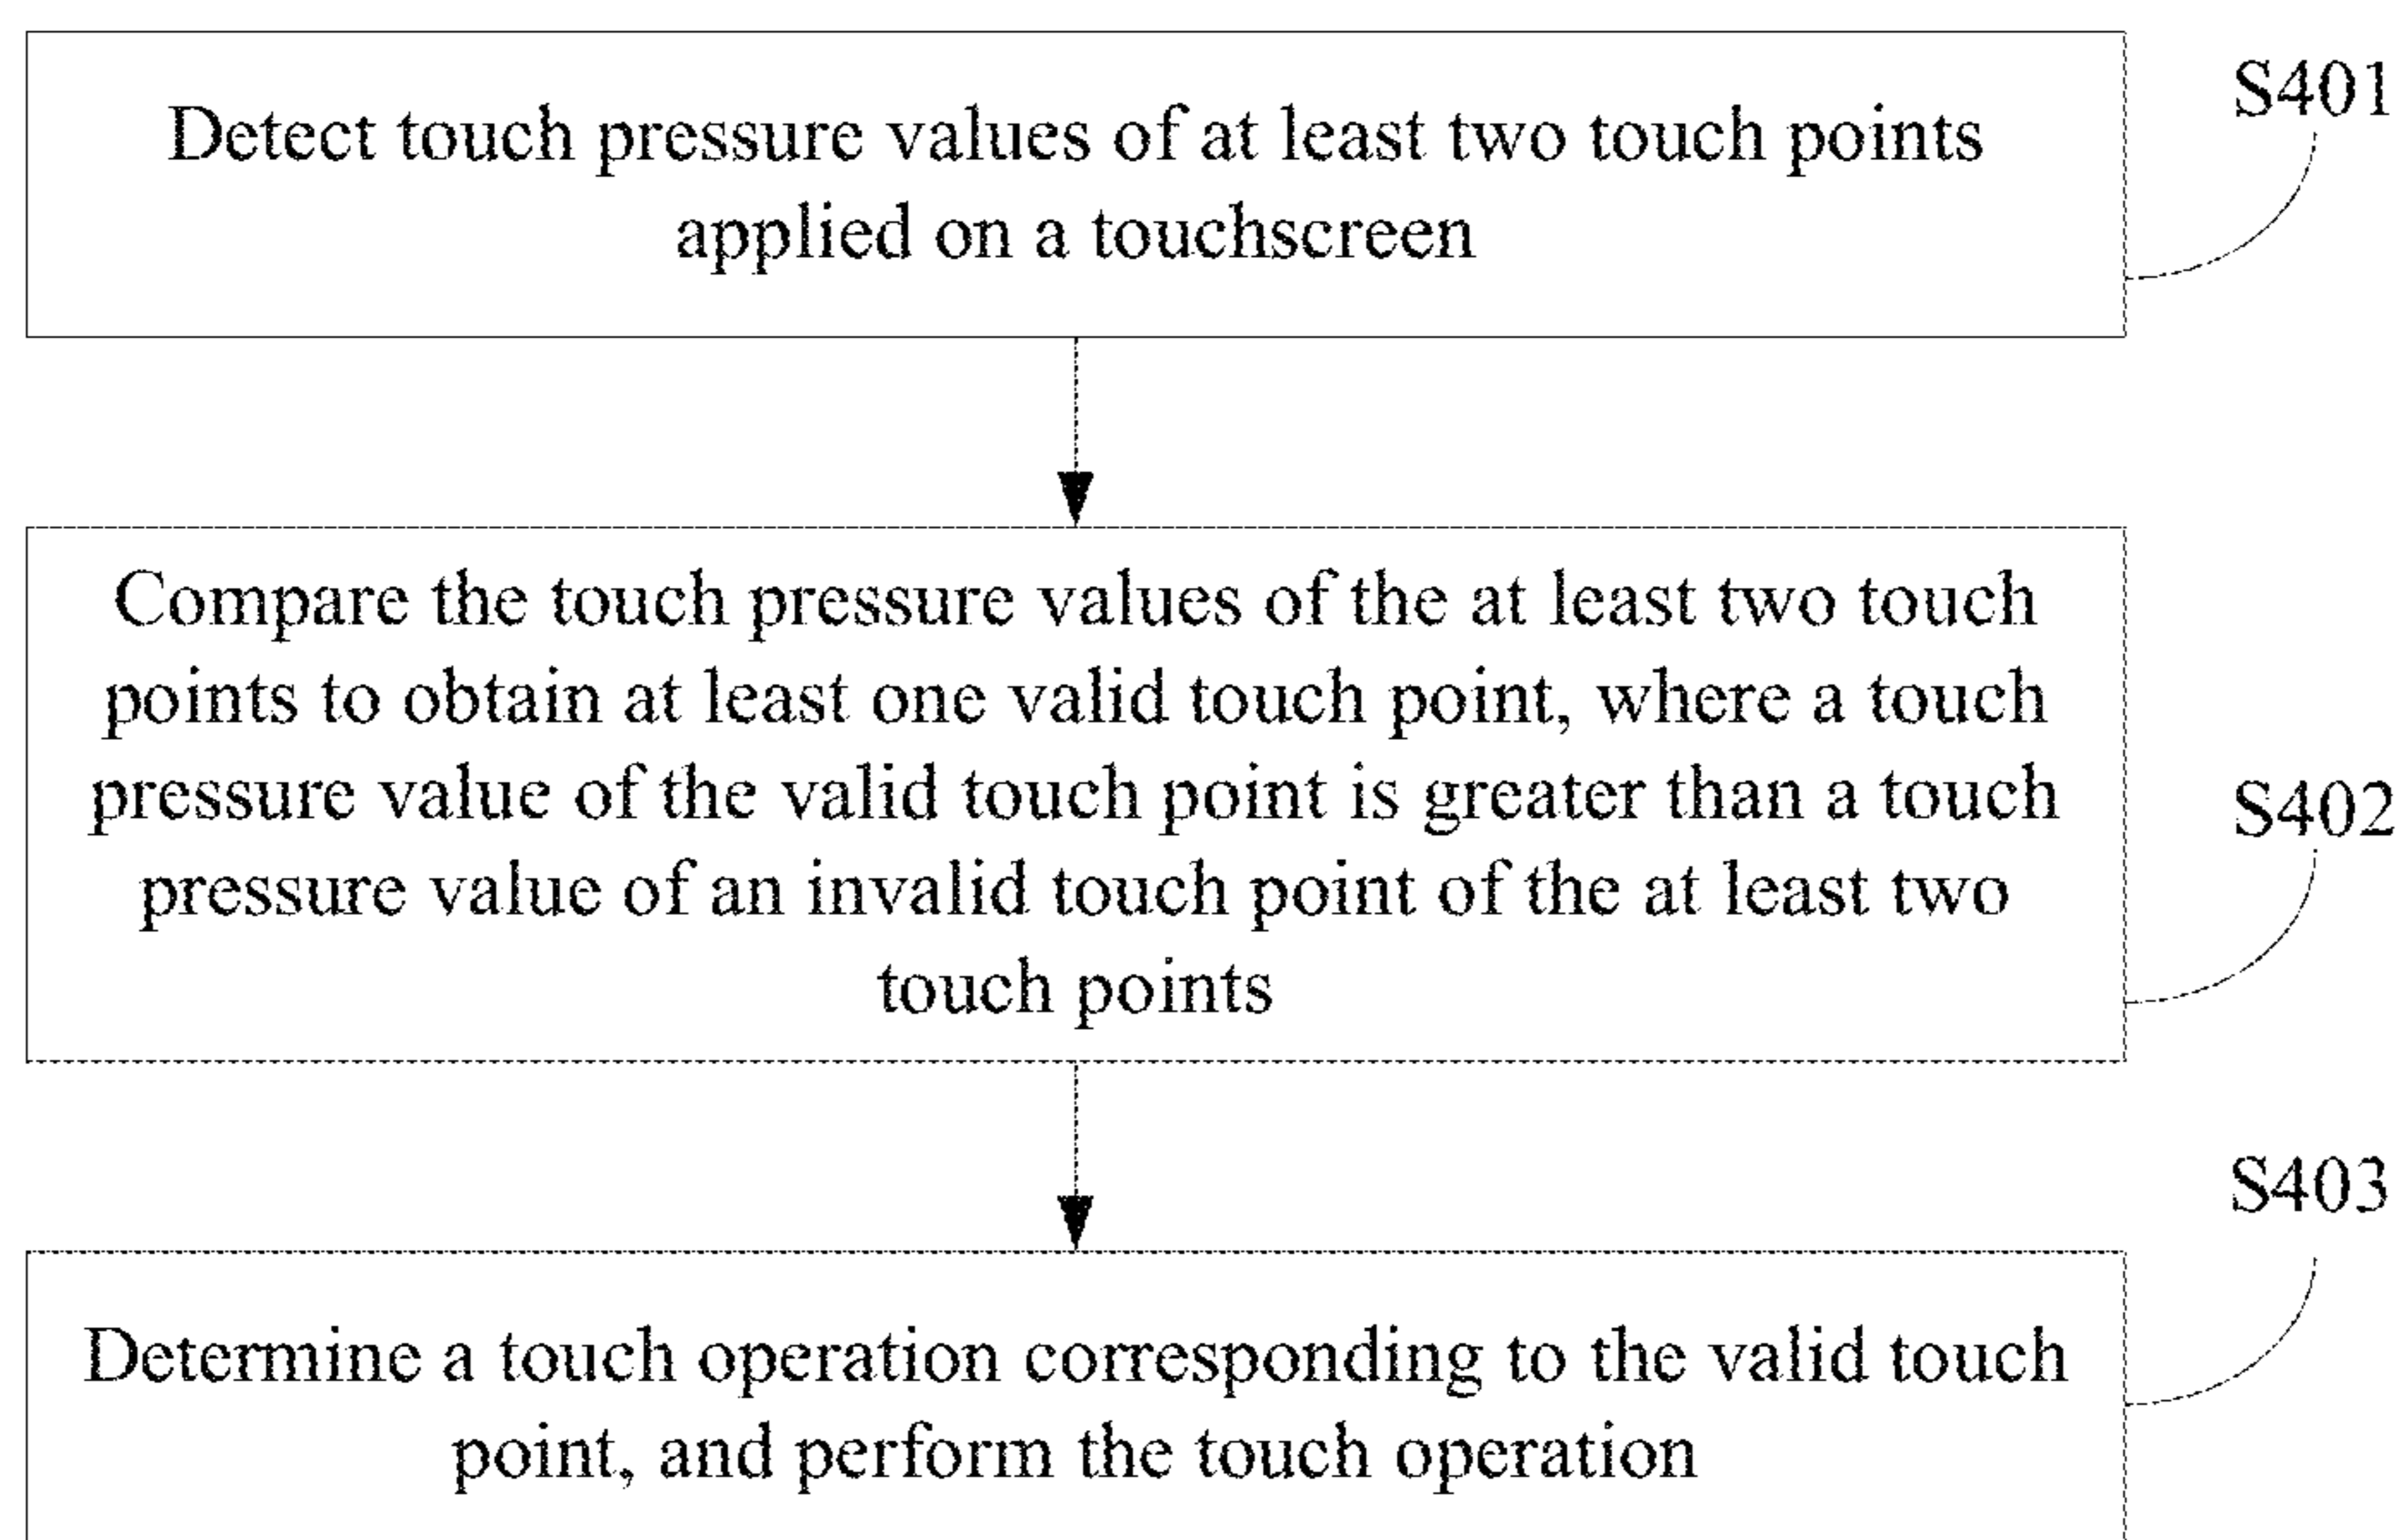 Detect touch pressure values of at least two touch points
applied on a touchscreen
S401
Compare the touch pressure values of the at least two touch
points to obtain at least one valid touch point, where a touch
pressure value of the valid touch point is greater than a touch
pressure value of an invalid touch point of the at least two
touch points
S402
Determine a touch operation corresponding to the valid touch
point, and perform the touch operation
S403